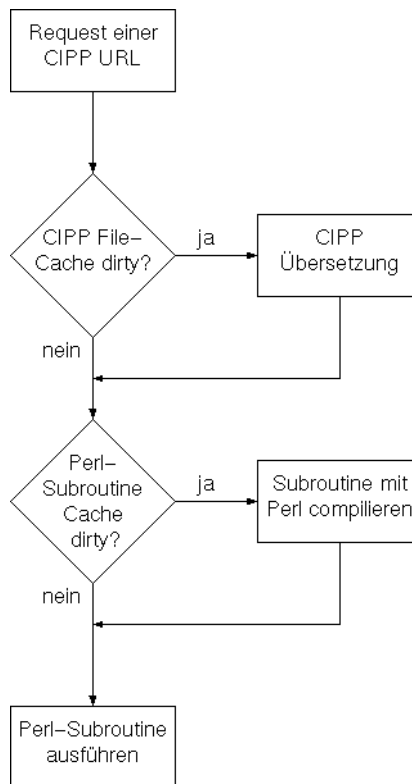 Request einer
CIPP URL
CIPP File–
Cache dirty?
ja
CIPP
Übersetzung
nein
Perl–
Subroutine
Cache
dirty?
ja
Subroutine mit
Perl compilieren
nein
Perl–Subroutine
ausführen